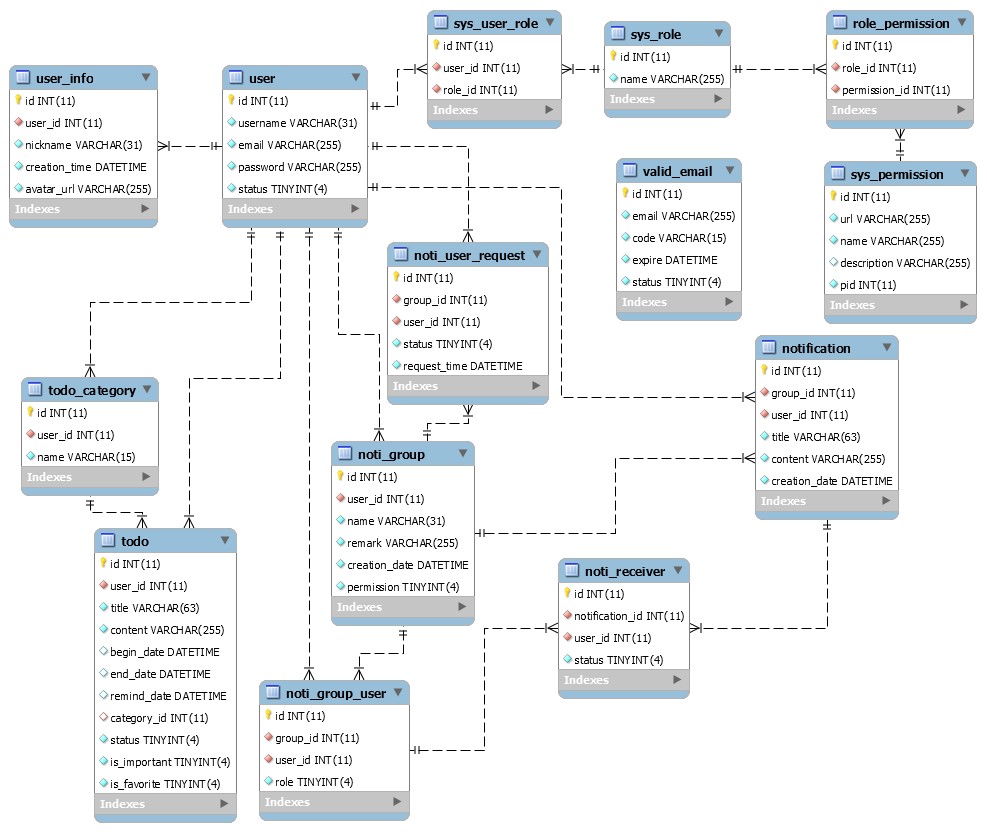 sys_user_role
id INT(11)
user_id INT(11)
role_id INT(11)
Indexes
sys_role
id INT(11)
name VARCHAR(255)
Indexes
role_permission
id INT(11)
role_id INT(11)
permission_id INT(11)
Indexes
user_info
id INT(11)
user_id INT(11)
nickname VARCHAR(31)
creation_time DATETIME
avatar_url VARCHAR(255)
Indexes
user
id INT(11)
username VARCHAR(31)
email VARCHAR(255)
password VARCHAR(255)
status TINYINT(4)
Indexes
valid_email
id INT(11)
email VARCHAR(255)
code VARCHAR(15)
expire DATETIME
status TINYINT(4)
Indexes
sys_permission
id INT(11)
url VARCHAR(255)
name VARCHAR(255)
description VARCHAR(255)
pid INT(11)
Indexes
noti_user_request
id INT(11)
group_id INT(11)
user_id INT(11)
status TINYINT(4)
request_time DATETIME
Indexes
notification
id INT(11)
group_id INT(11)
user_id INT(11)
title VARCHAR(63)
content VARCHAR(255)
creation_date DATETIME
Indexes
todo_category
id INT(11)
user_id INT(11)
name VARCHAR(15)
Indexes
noti_group
id INT(11)
user_id INT(11)
name VARCHAR(31)
remark VARCHAR(255)
creation_date DATETIME
permission TINYINT(4)
Indexes
todo
id INT(11)
user_id INT(11)
title VARCHAR(63)
content VARCHAR(255)
begin_date DATETIME
end_date DATETIME
remind_date DATETIME
category_id INT(11)
status TINYINT(4)
is_important TINYINT(4)
is_favorite TINYINT(4)
Indexes
noti_receiver
id INT(11)
notification_id INT(11)
user_id INT(11)
status TINYINT(4)
Indexes
noti_group_user
id INT(11)
group_id INT(11)
user_id INT(11)
role TINYINT(4)
Indexes